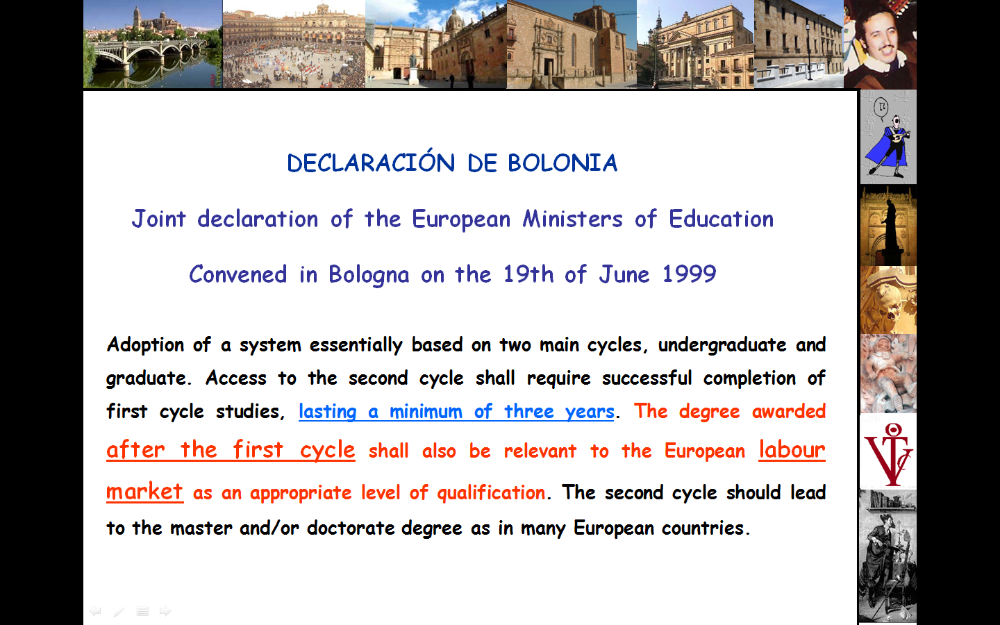 DECLARACIÓN DE BOLONIA
Joint declaration of the European Ministers of Education
Convened in Bologna on the 19th of June 1999
Adoption of a system essentially based on two main cycles, undergraduate and
graduate. Access to the second cycle shall require successful completion of
first cycle studies, lasting a minimum of three years. The degree awarded
after the first cycle shall also be relevant to the European labour
market as an appropriate level of qualification. The second cycle should lead
to the master and/or doctorate degree as in many European countries.